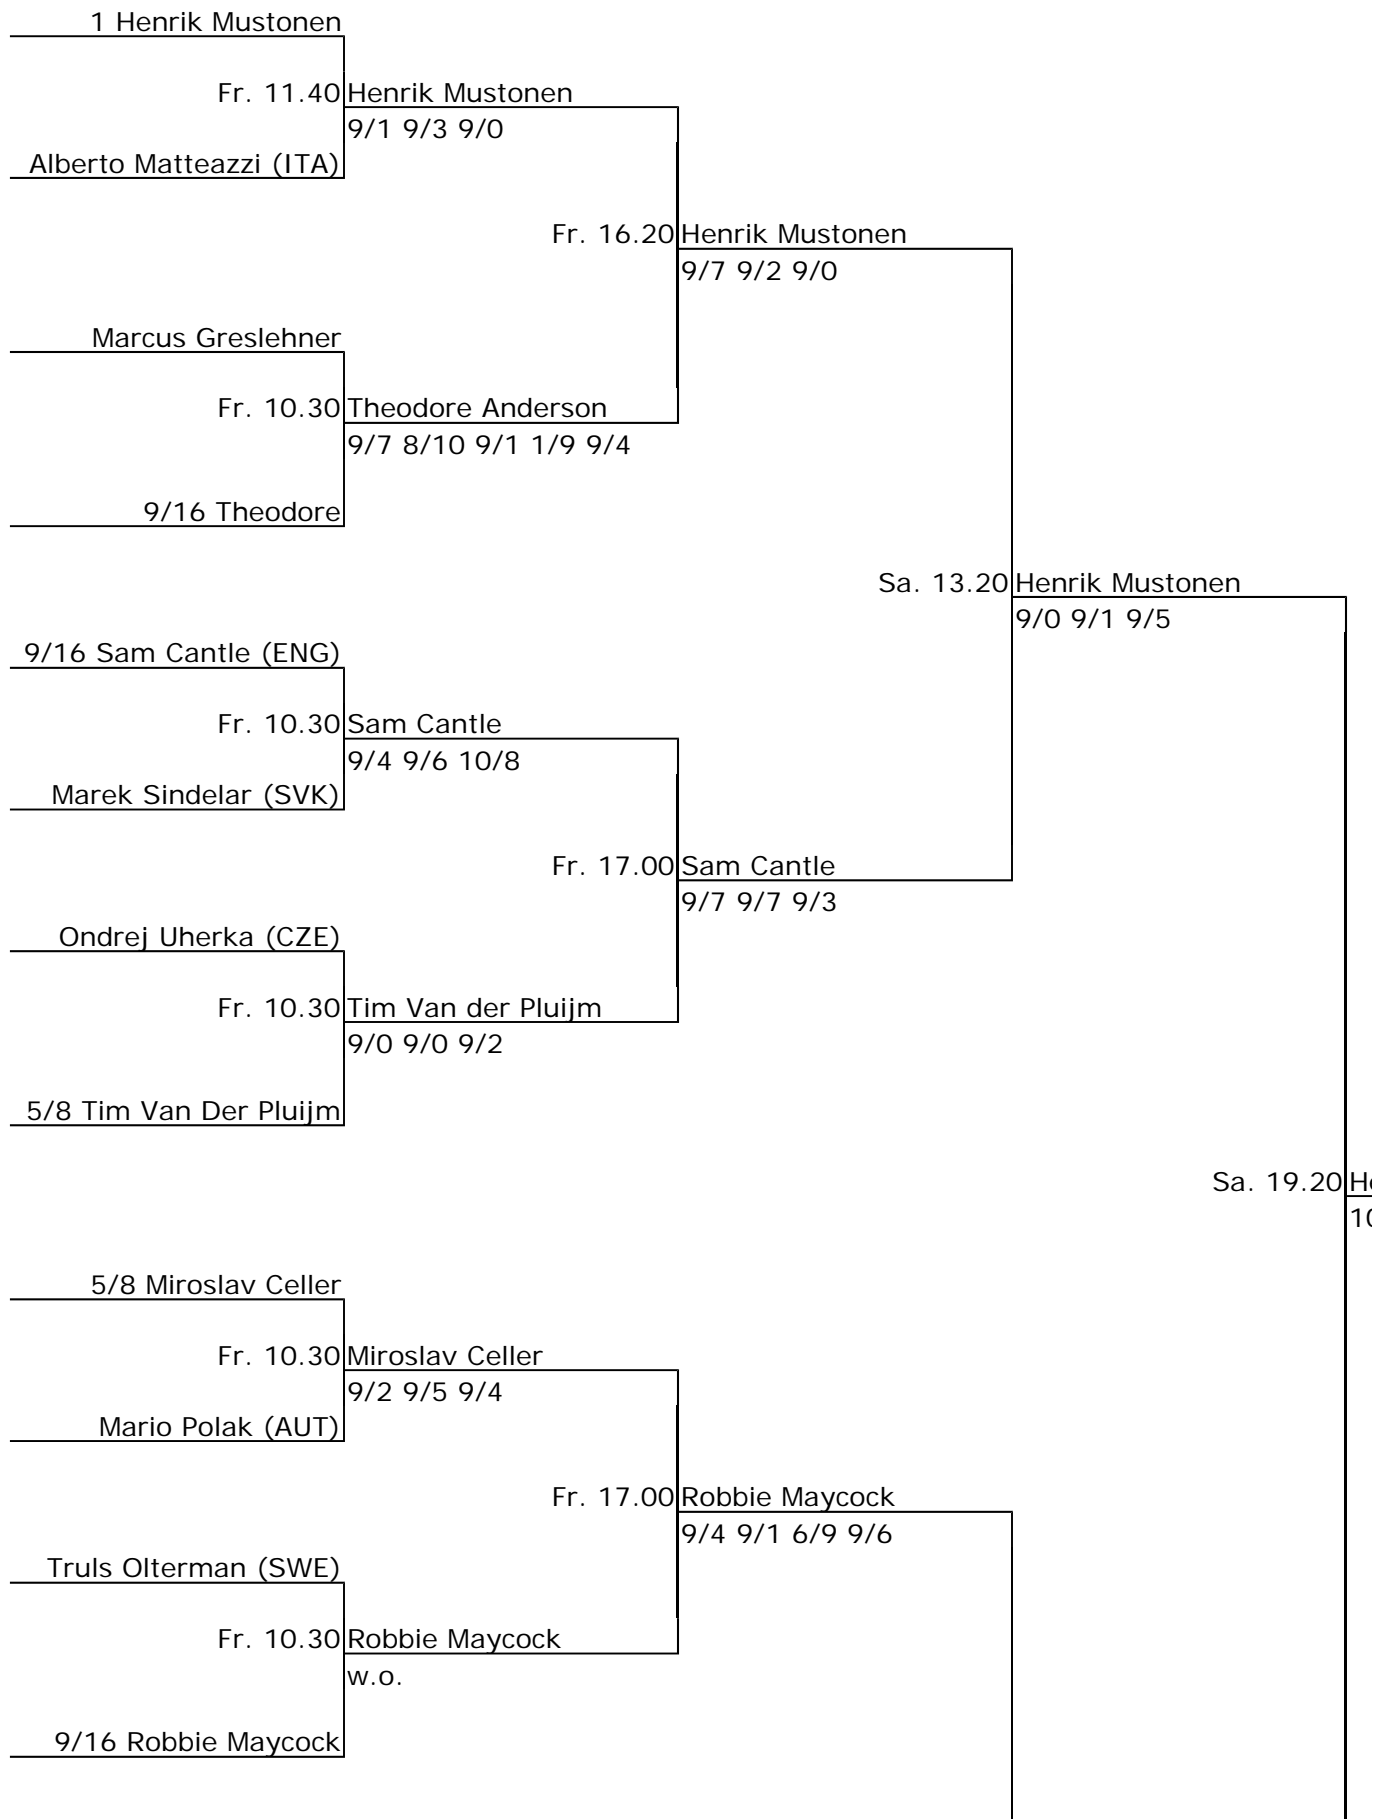 1 Henrik Mustonen
Fr. 11.40 Henrik Mustonen
9/1 9/3 9/0
Alberto Matteazzi (ITA)
Fr. 16.20 Henrik Mustonen
9/7 9/2 9/0
Marcus Greslehner
Fr. 10.30 Theodore Anderson
9/7 8/10 9/1 1/9 9/4
9/16 Theodore
Sa. 13.20 Henrik Mustonen
9/0 9/1 9/5
9/16 Sam Cantle (ENG)
Fr. 10.30 Sam Cantle
9/4 9/6 10/8
Marek Sindelar (SVK)
Fr. 17.00 Sam Cantle
9/7 9/7 9/3
Ondrej Uherka (CZE)
Fr. 10.30 Tim Van der Pluijm
9/0 9/0 9/2
5/8 Tim Van Der Pluijm
Sa. 19.20
5/8 Miroslav Celler
Fr. 10.30 Miroslav Celler
9/2 9/5 9/4
Mario Polak (AUT)
Fr. 17.00 Robbie Maycock
9/4 9/1 6/9 9/6
Truls Olterman (SWE)
Fr. 10.30 Robbie Maycock
w.o.
9/16 Robbie Maycock